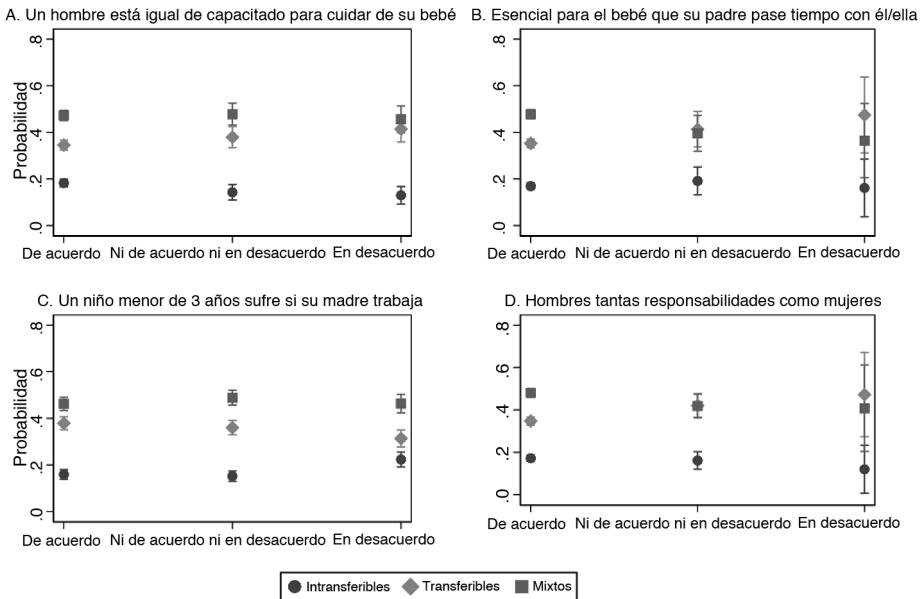 A. Un hombre está igual de capacitado para cuidar de su bebé
Probabilidad
.8
.6
.4
.2
.0
De acuerdo Ni de acuerdo ni en desacuerdo En desacuerdo
B. Esencial para el bebé que su padre pase tiempo con él/ella
.8
.6
.4
.2
.0
De acuerdo Ni de acuerdo ni en desacuerdo En desacuerdo
C. Un niño menor de 3 años sufre si su madre trabaja
Probabilidad
.8
.6
.4
.2
.0
De acuerdo Ni de acuerdo ni en desacuerdo En desacuerdo
D. Hombres tantas responsabilidades como mujeres
.8
.6
.4
.2
.0
De acuerdo Ni de acuerdo ni en desacuerdo En desacuerdo
Intransferibles Transferibles Mixtos